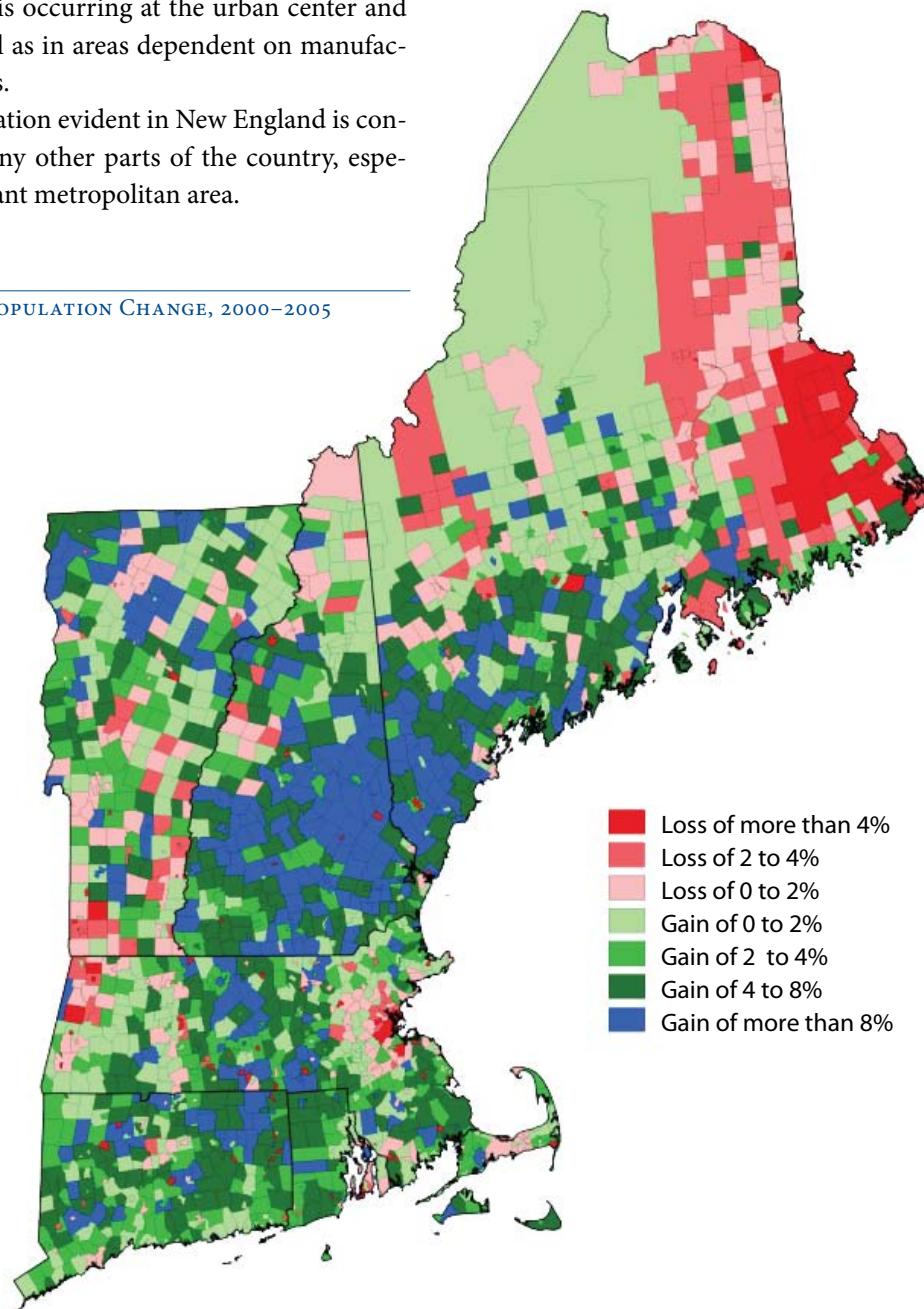 is occurring at the urban center and
as in areas dependent on manufac-
ation evident in New England is con-
ny other parts of the country, espe-
ant metropolitan area.
OPULATION CHANGE, 2000–2005
Loss of more than 4%
Loss of 2 to 4%
Loss of 0 to 2%
Gain of 0 to 2%
Gain of 2 to 4%
Gain of 4 to 8%
Gain of more than 8%